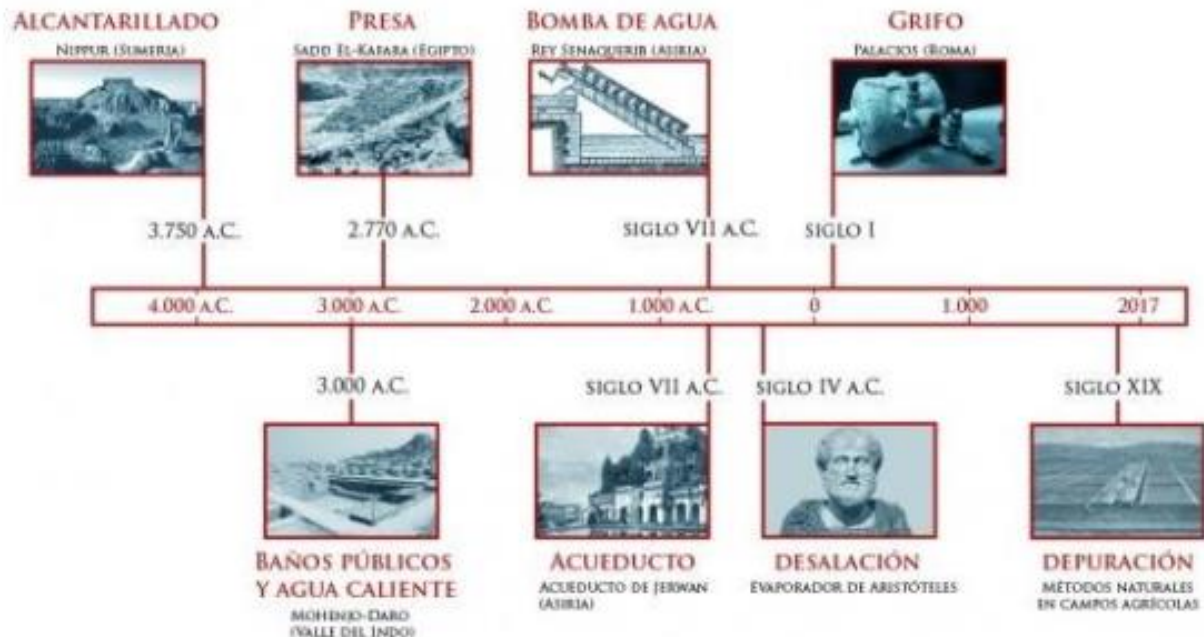 ALCANTARILLADO
NIPPUR (SUMERIA)
PRESA
SADD EL-KAFARA (EGIPTO)
BOMBA DE AGUA
REY SENAQUERIB (ASIRIA)
GRIFO
PALACIOS (ROMA)
3.750 A.C.
2.770 A.C.
SIGLO VII A.C.
SIGLO I
4.000 A.C.
3.000 A.C.
2.000 A.C.
1.000 A.C.
0
1.000
2017
3.000 A.C.
SIGLO VII A.C.
SIGLO IV A.C.
SIGLO XIX
BAÑOS PÚBLICOS
Y AGUA CALIENTE
MOHENJO-DARO
(VALLE DEL INDO)
ACUEDUCTO
ACUEDUCTO DE JERWAN
(ASIRIA)
DESALACIÓN
EVAPORADOR DE ARISTÓTELES
DEPURACIÓN
MÉTODOS NATURALES
EN CAMPOS AGRÍCOLAS